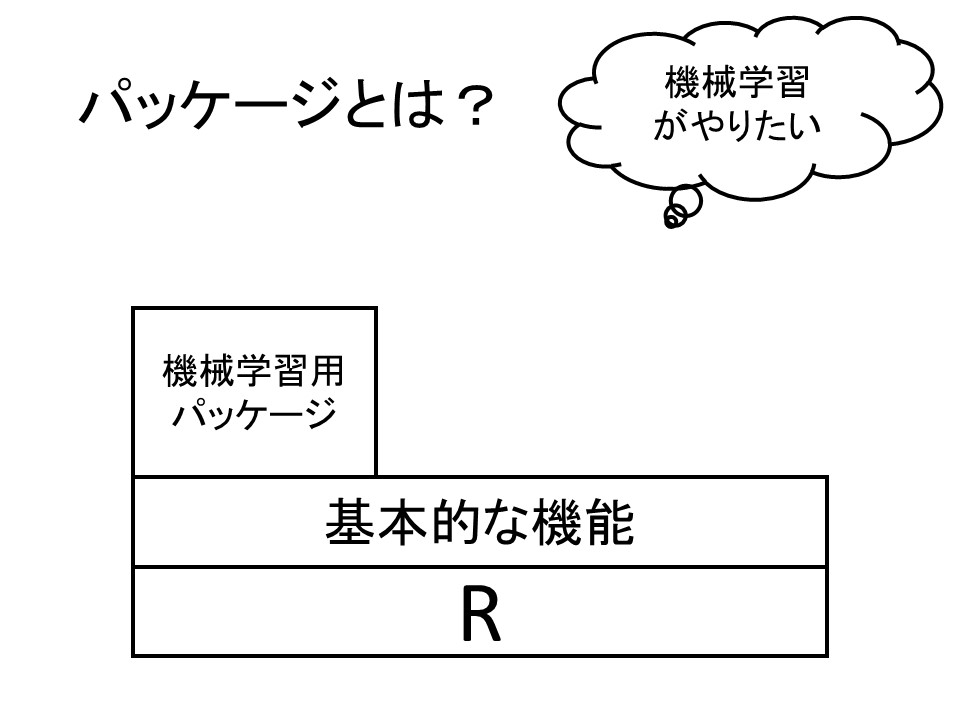 パッケージとは？
機械学習
がやりたい
機械学習用
パッケージ
基本的な機能
R